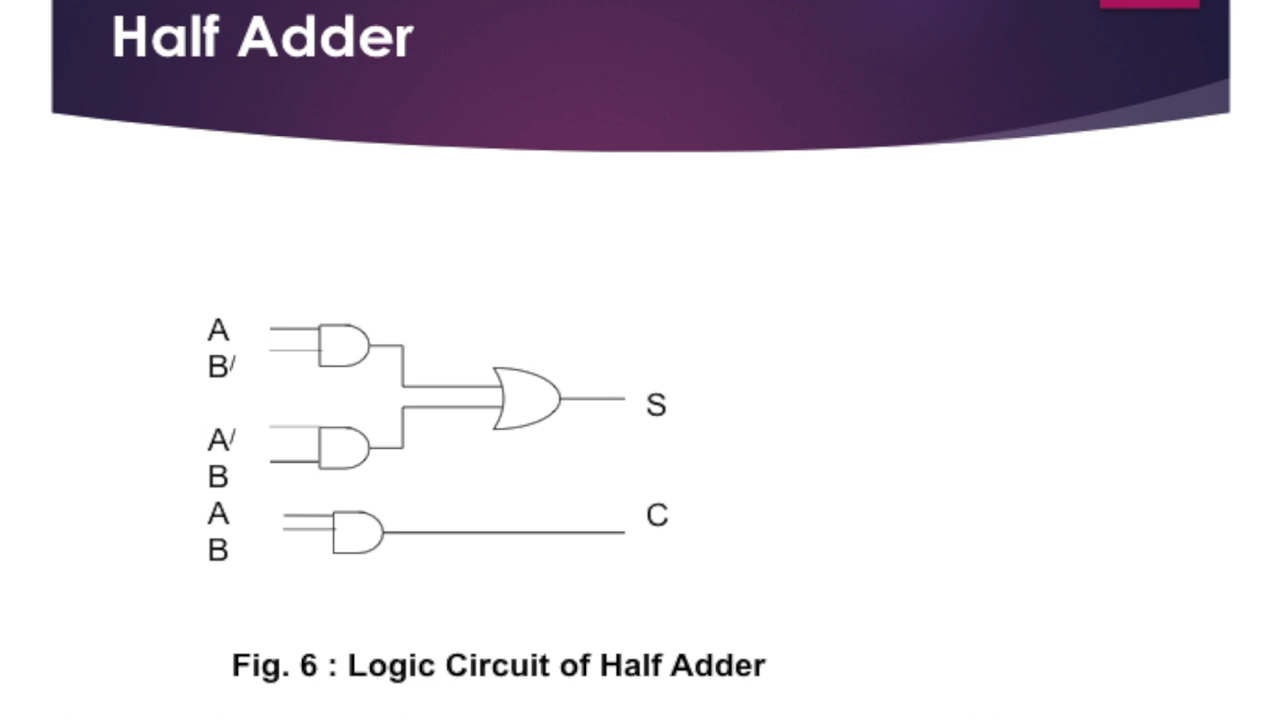 Half Adder
A
B/
A/
B
A
B
S
C
Fig. 6 : Logic Circuit of Half Adder